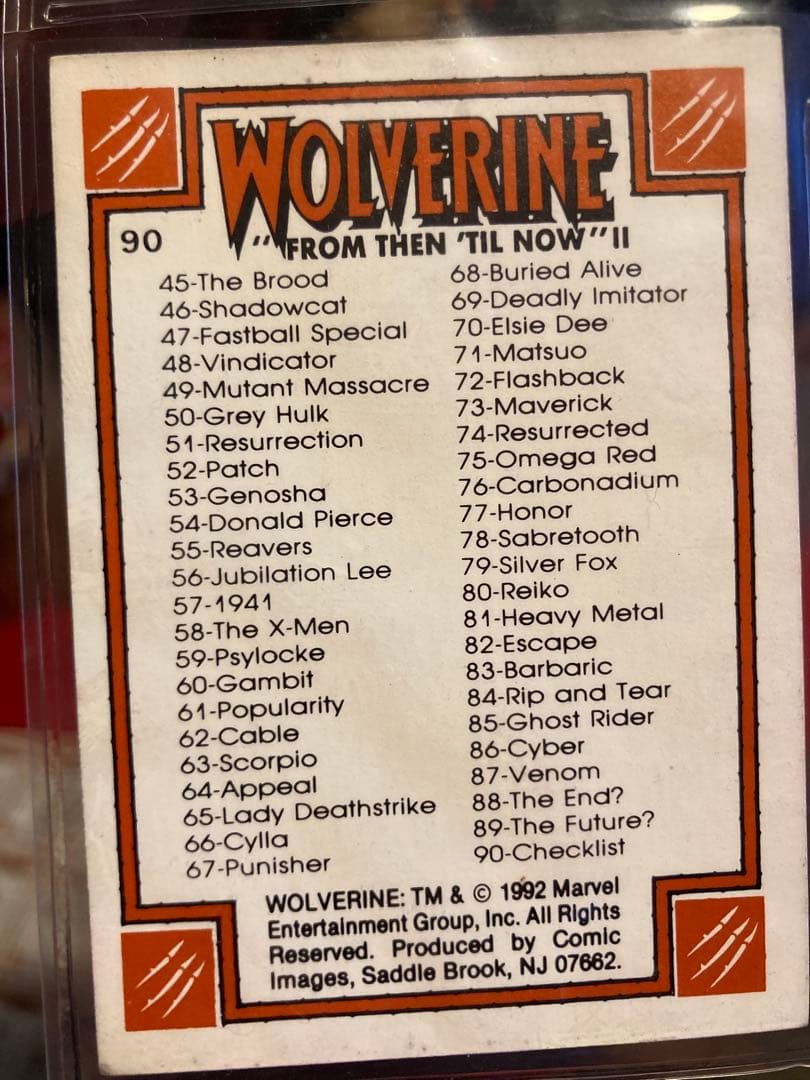 WOLVERINE
90
"FROM THEN 'TIL NOW" II
45-The Brood
46-Shadowcat
47-Fastball Special
48-Vindicator
49-Mutant Massacre
50-Grey Hulk
51-Resurrection
52-Patch
53-Genosha
54-Donald Pierce
55-Reavers
56-Jubilation Lee
57-1941
58-The X-Men
59-Psylocke
60-Gambit
61-Popularity
62-Cable
63-Scorpio
64-Appeal
65-Lady Deathstrike
66-Cylla
67-Punisher
68-Buried Alive
69-Deadly Imitator
70-Elsie Dee
71-Matsuo
72-Flashback
73-Maverick
74-Resurrected
75-Omega Red
76-Carbonadium
77-Honor
78-Sabretooth
79-Silver Fox
80-Reiko
81-Heavy Metal
82-Escape
83-Barbaric
84-Rip and Tear
85-Ghost Rider
86-Cyber
87-Venom
88-The End?
89-The Future?
90-Checklist
WOLVERINE: TM & © 1992 Marvel
Entertainment Group, Inc. All Rights
Reserved. Produced by Comic
Images, Saddle Brook, NJ 07662.